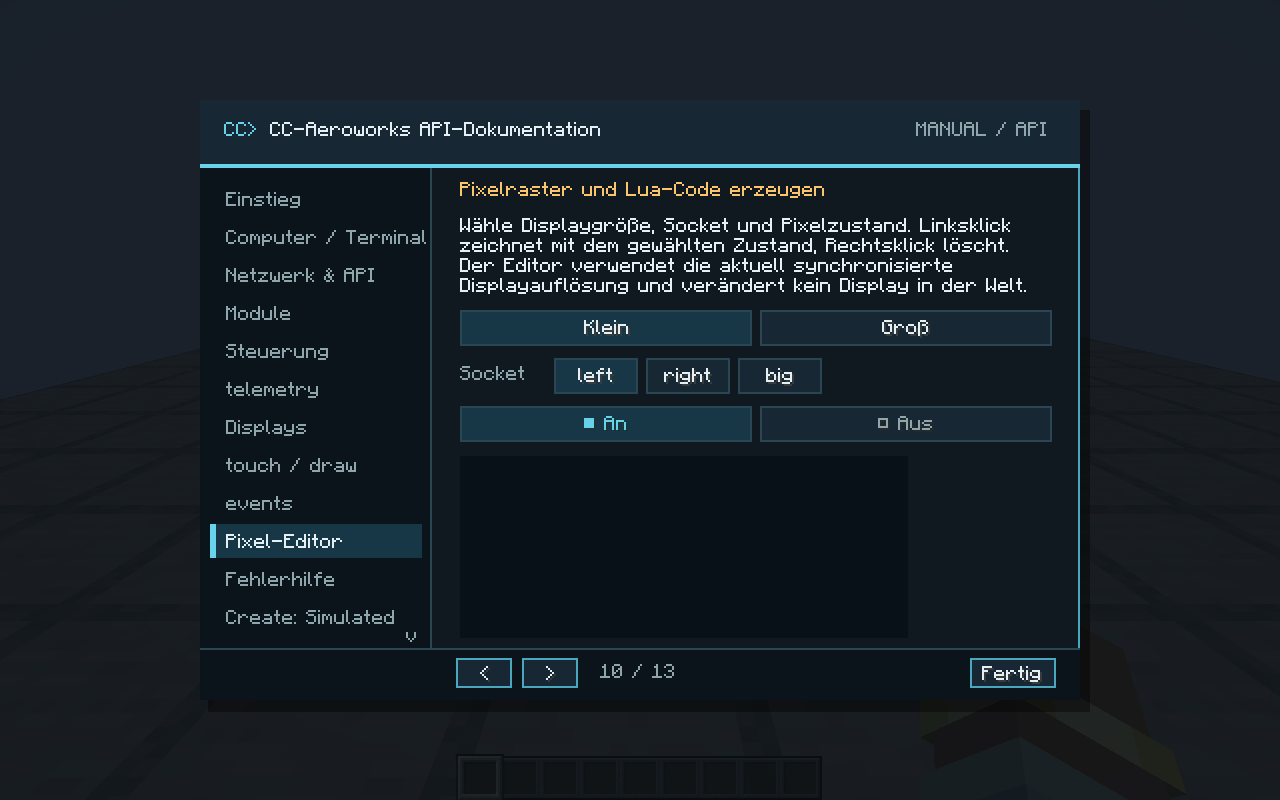 CC> CC-Aeroworks API-Dokumentation
MANUAL / API
Einstieg
Computer / Terminal
Netzwerk & API
Module
Steuerung
telemetry
Displays
touch / draw
events
Pixel-Editor
Fehlerhilfe
Create: Simulated
v
Pixelraster und Lua-Code erzeugen
Wähle Displaygröße, Socket und Pixelzustand. Linksklick
zeichnet mit dem gewählten Zustand, Rechtsklick löscht.
Der Editor verwendet die aktuell synchronisierte
Displayauflösung und verändert kein Display in der Welt.
Klein
Groß
Socket
left
right
big
An
Aus
<
>
10 / 13
Fertig